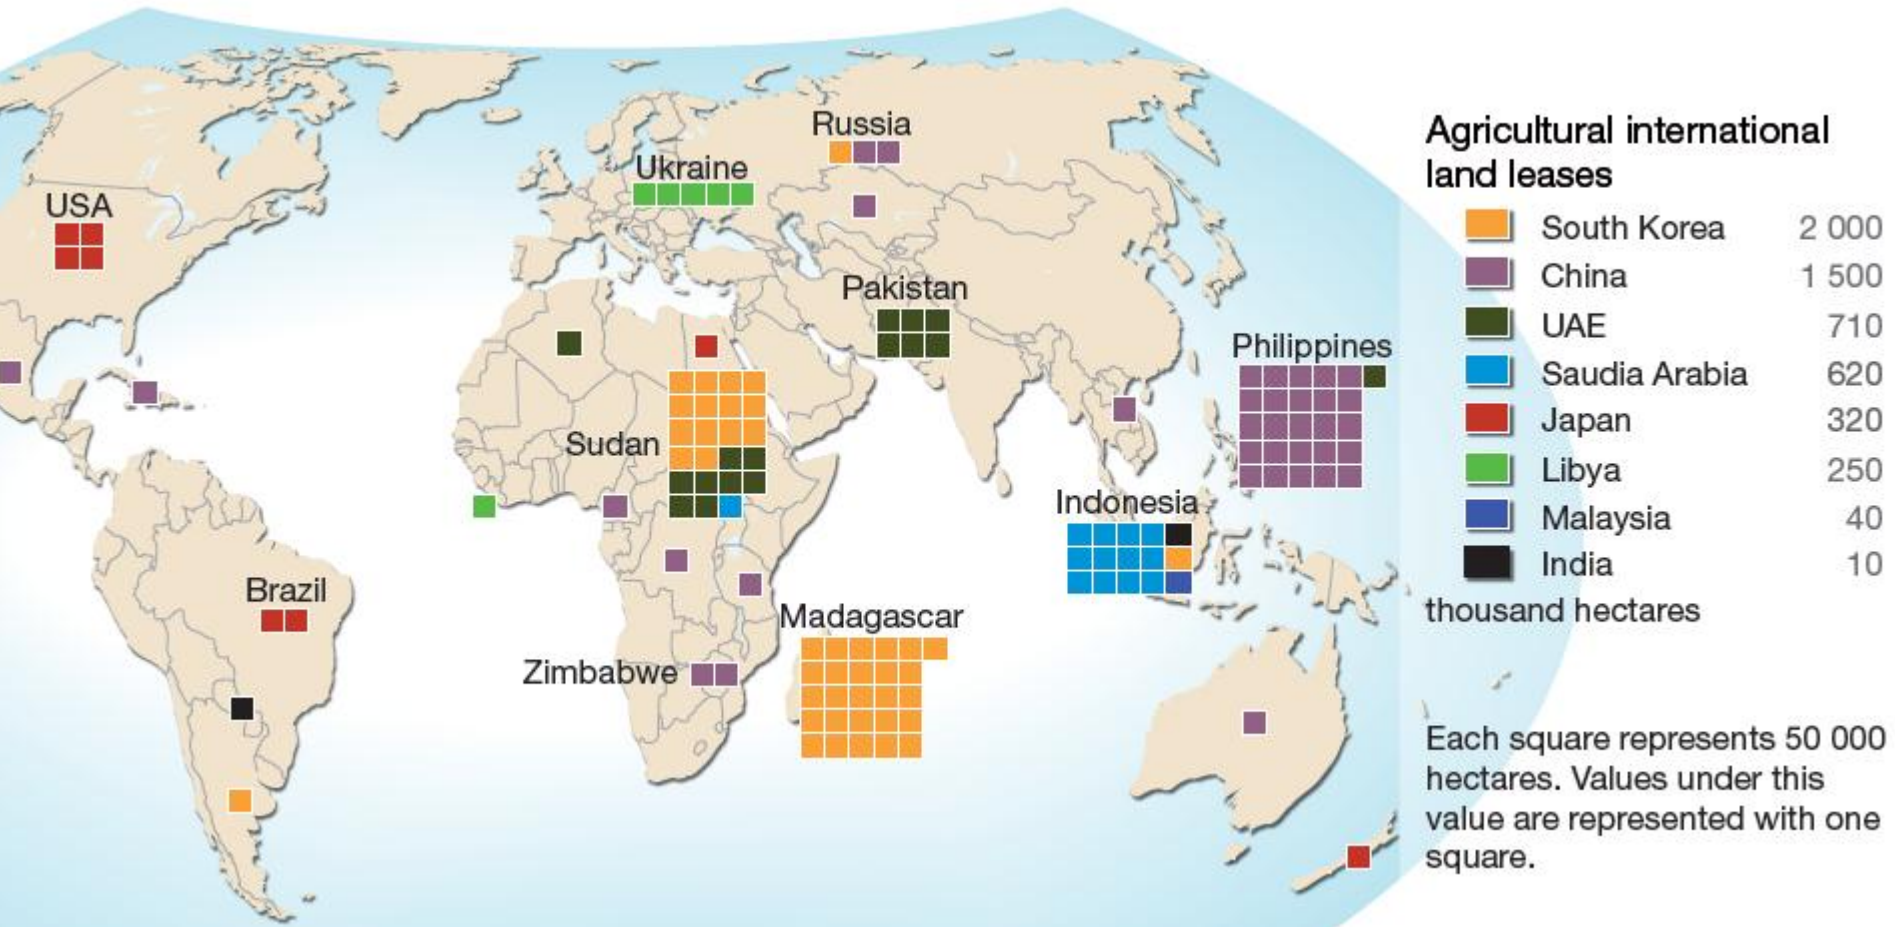 Russia
Ukraine
USA
Pakistan
Philippines
Sudan
Indonesia
Brazil
Madagascar
Zimbabwe
Agricultural international
land leases
South Korea 2 000
China 1 500
UAE 710
Saudia Arabia 620
Japan 320
Libya 250
Malaysia 40
India 10
thousand hectares
Each square represents 50 000
hectares. Values under this
value are represented with one
square.